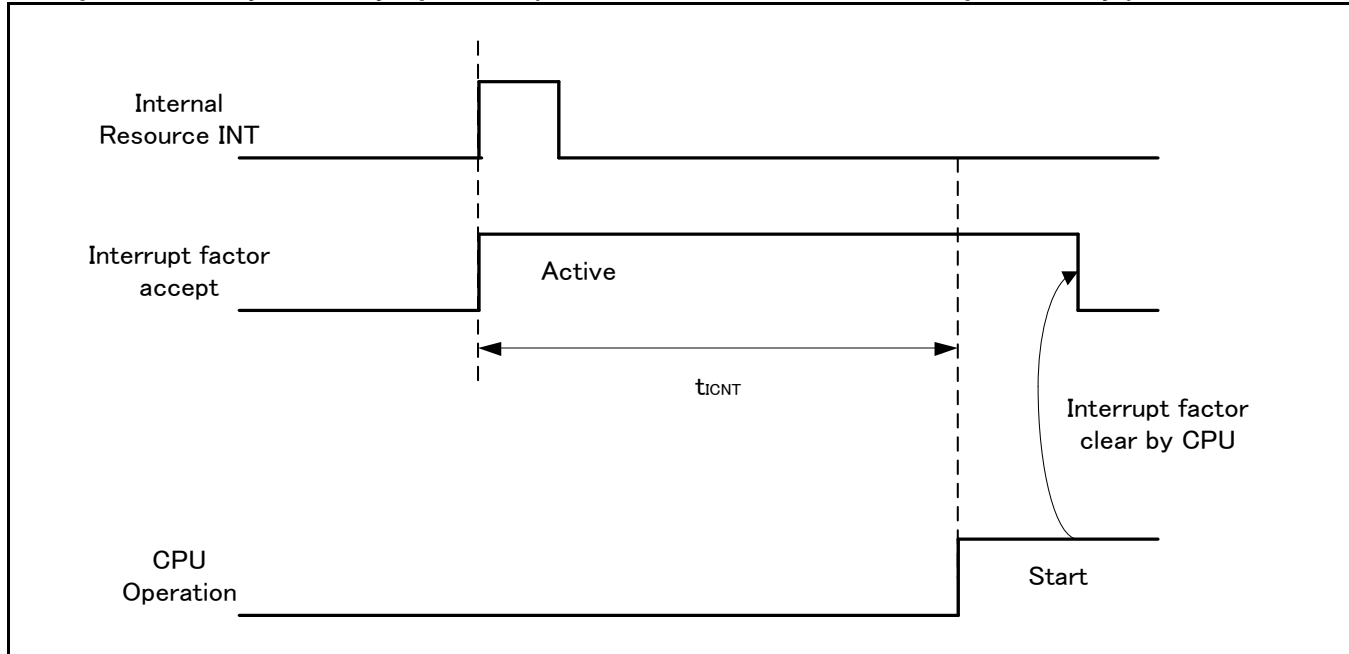 Internal
Resource INT
Interrupt factor
accept
Active
tICNT
Interrupt factor
clear by CPU
CPU
Operation
Start